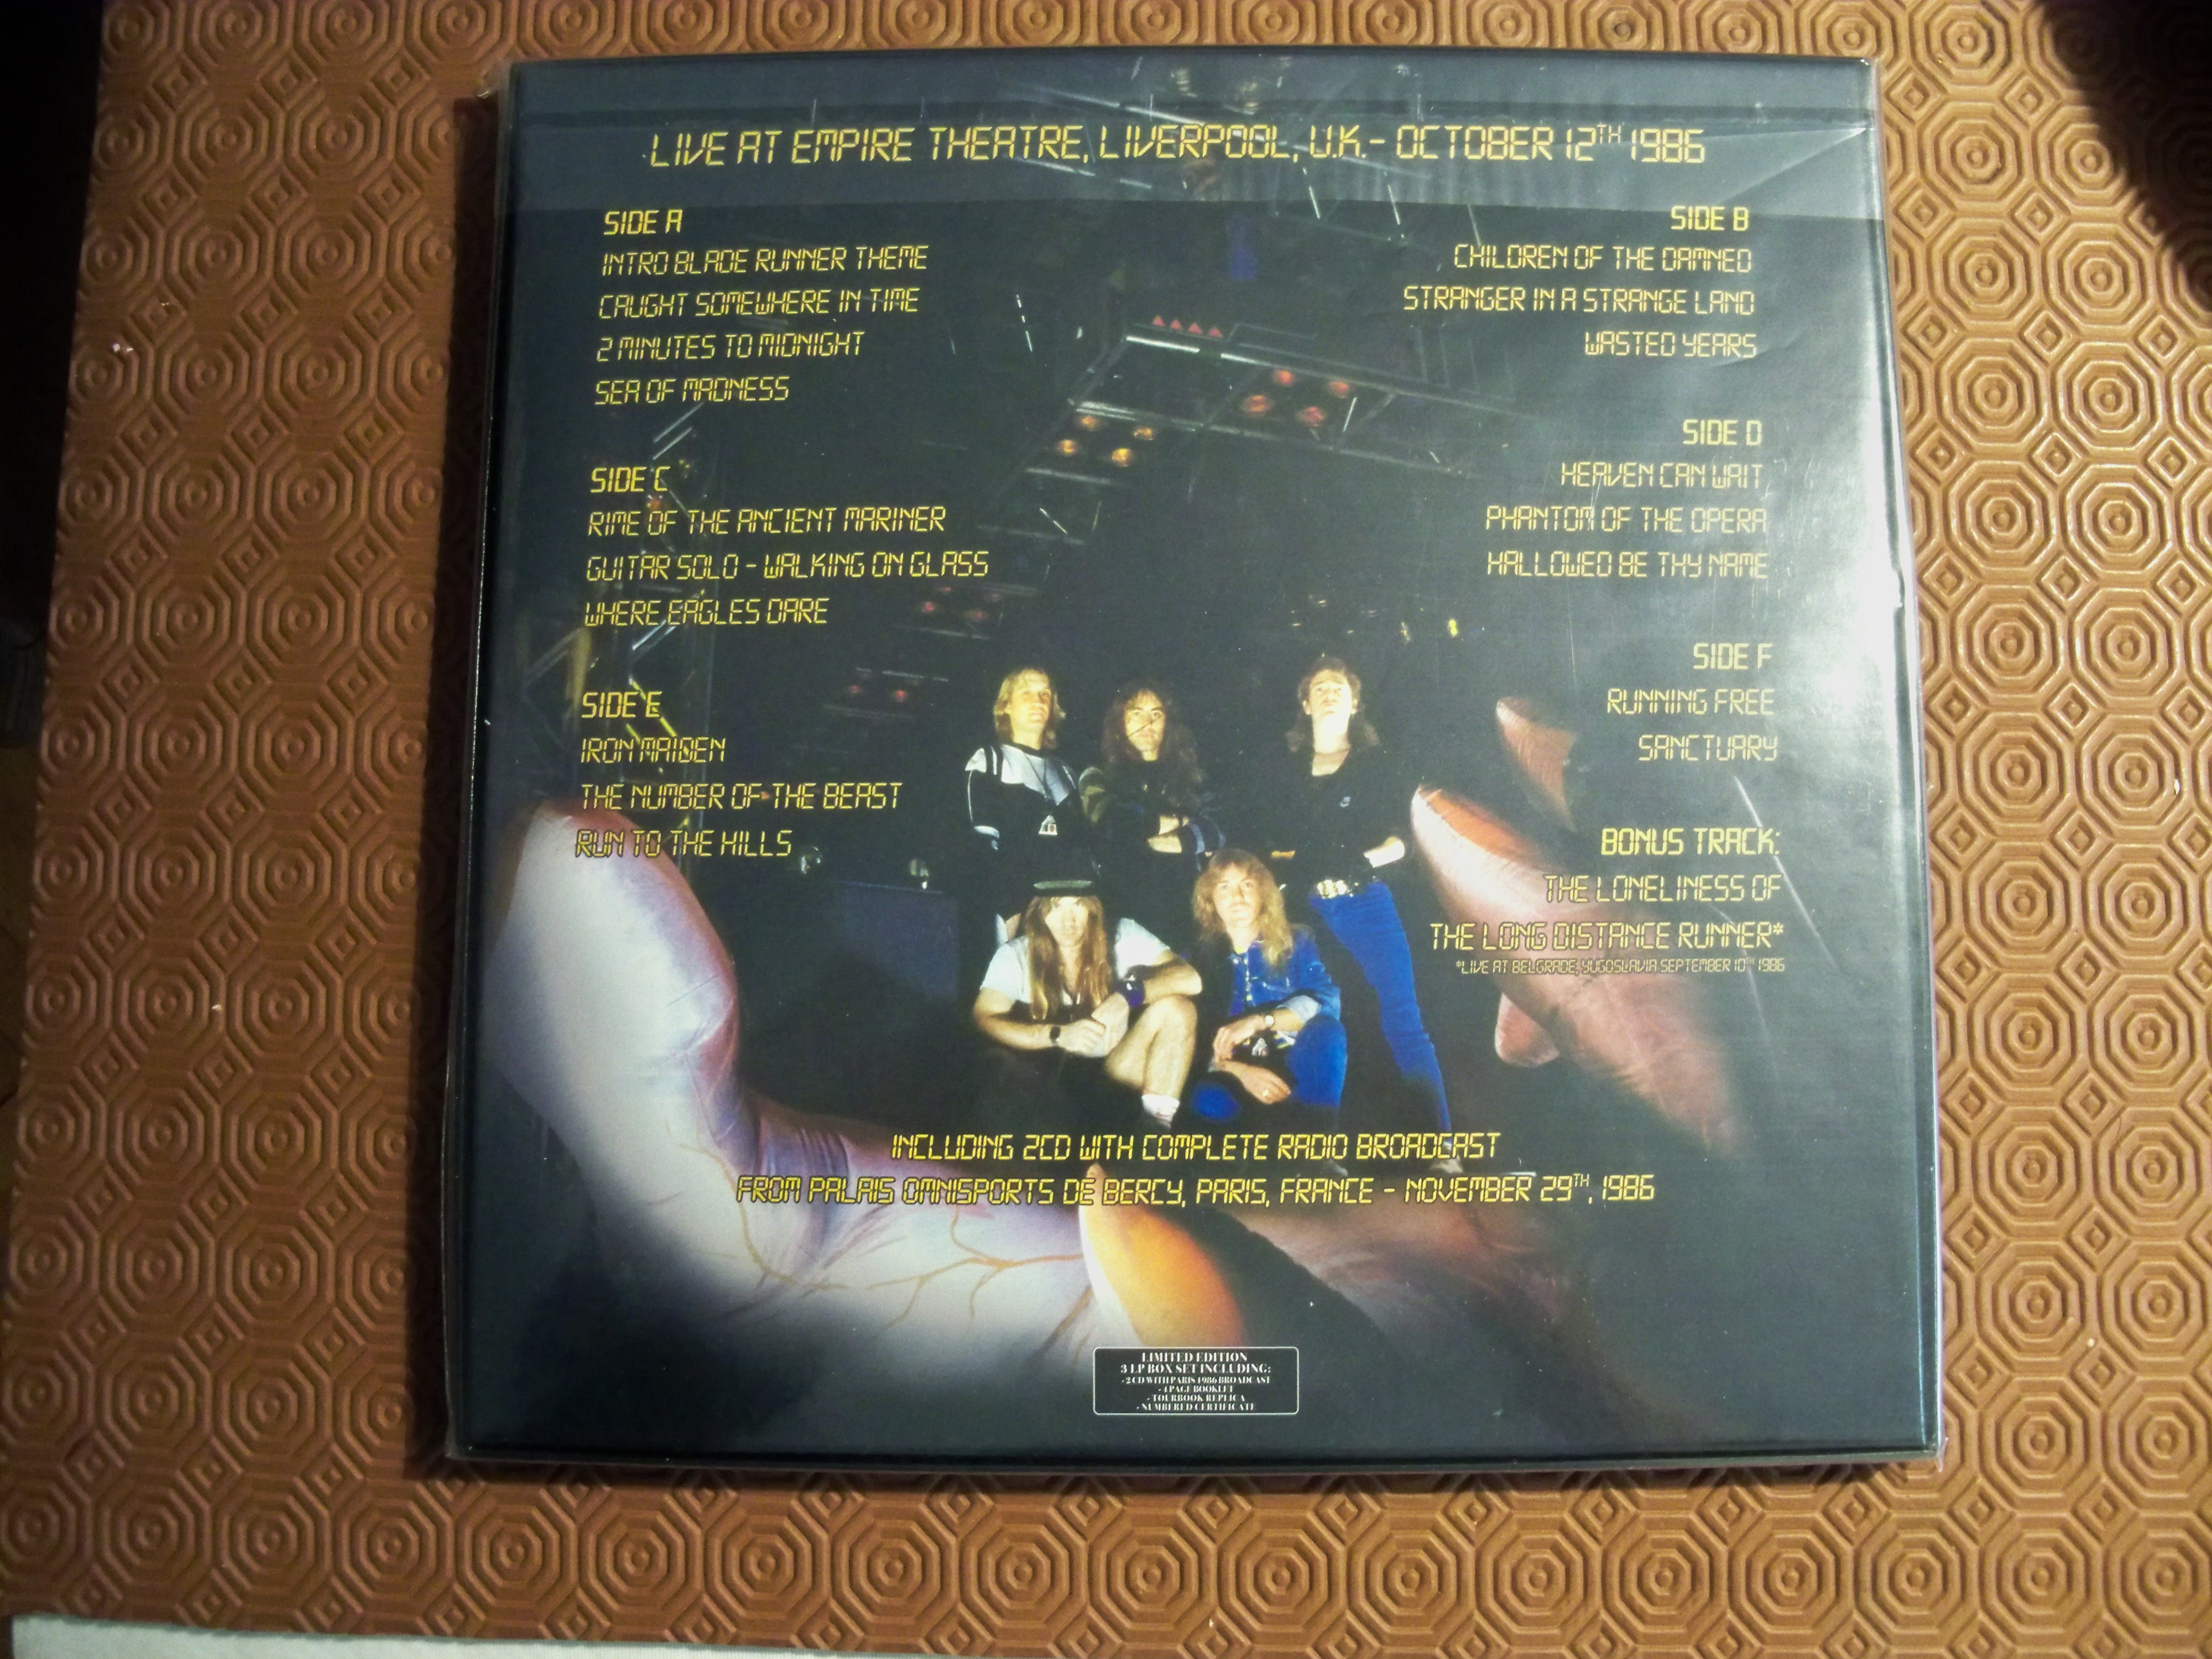 LIVE AT EMPIRE THEATRE, LIVERPOOL, U.K. - OCTOBER 12TH 1986
SIDE A
INTRO BLADE RUNNER THEME
CAUGHT SOMEWHERE IN TIME
2 MINUTES TO MIDNIGHT
SEA OF MADNESS
SIDE B
CHILDREN OF THE DAMNED
STRANGER IN A STRANGE LAND
WASTED YEARS
SIDE C
RIME OF THE ANCIENT MARINER
GUITAR SOLO - WALKING ON GLASS
WHERE EAGLES DARE
SIDE D
HEAVEN CAN WAIT
PHANTOM OF THE OPERA
HALLOWED BE THY NAME
SIDE E
IRON MAIDEN
THE NUMBER OF THE BEAST
RUN TO THE HILLS
SIDE F
RUNNING FREE
SANCTUARY
BONUS TRACK:
THE LONELINESS OF
THE LONG DISTANCE RUNNER*
*LIVE AT BELGRADE, YUGOSLAVIA SEPTEMBER 10TH 1986
INCLUDING 2CD WITH COMPLETE RADIO BROADCAST
FROM PALAIS OMNISPORTS DE BERCY, PARIS, FRANCE - NOVEMBER 29TH, 1986
LIMITED EDITION
3 LP BOX SET INCLUDING:
- 2 CD WITH PARIS 1986 BROADCAST
- 4 PAGE BOOKLET
- TOURBOOK REPLICA
- NUMBERED CERTIFICATE